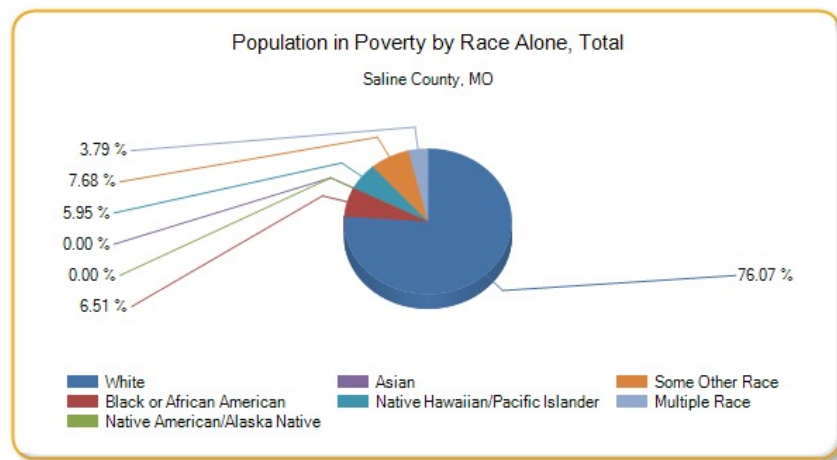 Population in Poverty by Race Alone, Total
Saline County, MO
3.79 %
7.68 %
5.95 %
0.00 %
0.00 %
6.51 %
76.07 %
White
Asian
Some Other Race
Black or African American
Native Hawaiian/Pacific Islander
Multiple Race
Native American/Alaska Native